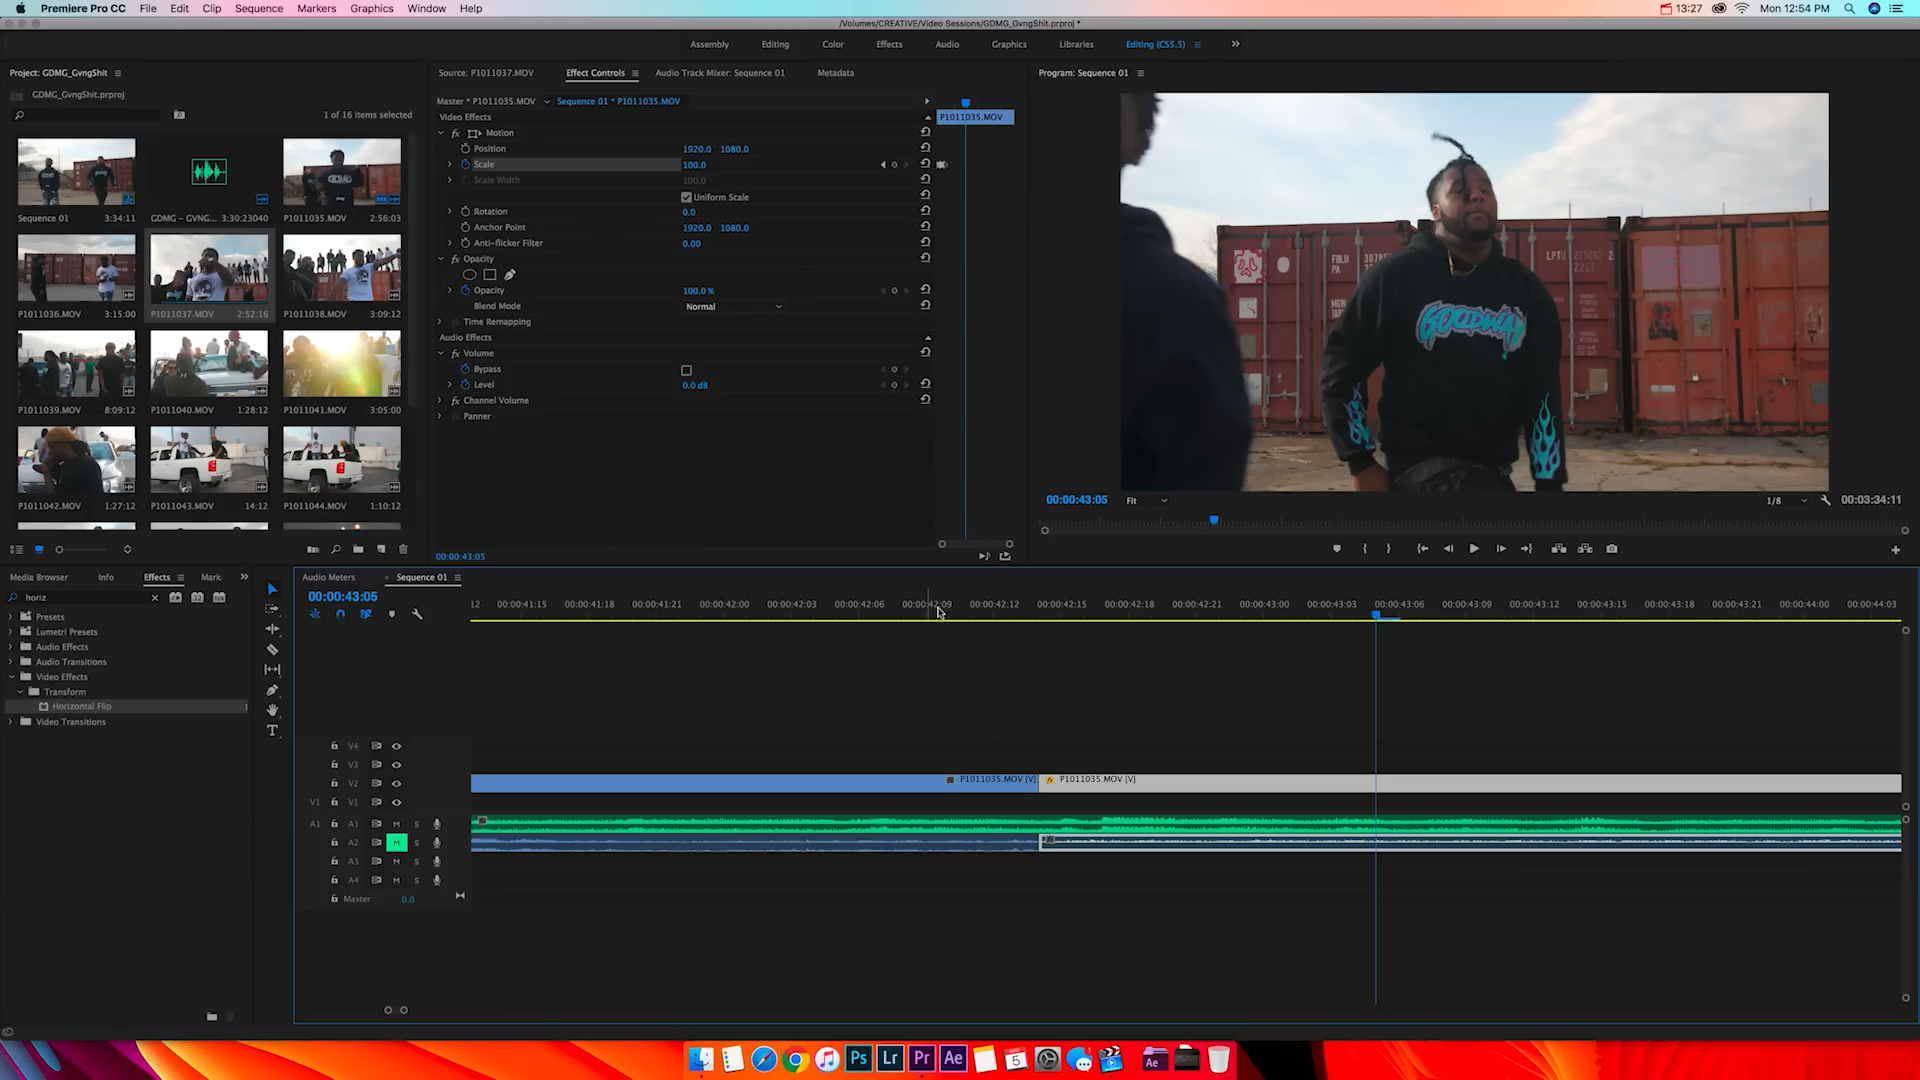 Premiere Pro CC File Edit Clip Sequence Markers Graphics Window Help 13:27 Mon 12:54 PM
/Volumes/CREATIVE/Video Sessions/GDMG_GvngShit.prproj *
Assembly Editing Color Effects Audio Graphics Libraries Editing (CS5.5)
Project: GDMG_GvngShit
GDMG_GvngShit.prproj
1 of 16 items selected
Sequence 01 3:34:11
GDMG – GVNG... 3:30:23040
P1011035.MOV 2:56:03
P1011036.MOV 3:15:00
P1011037.MOV 2:52:16
P1011038.MOV 3:09:12
P1011039.MOV 8:09:12
P1011040.MOV 1:28:12
P1011041.MOV 3:05:00
P1011042.MOV 1:27:12
P1011043.MOV 14:12
P1011044.MOV 1:10:12
Source: P1011037.MOV Effect Controls Audio Track Mixer: Sequence 01 Metadata
Master * P1011035.MOV Sequence 01 * P1011035.MOV
Video Effects P1011035.MOV
fx Motion
Position 1920.0 1080.0
Scale 100.0
Scale Width 100.0
Uniform Scale
Rotation 0.0
Anchor Point 1920.0 1080.0
Anti-flicker Filter 0.00
fx Opacity
Opacity 100.0 %
Blend Mode Normal
Time Remapping
Audio Effects
fx Volume
Bypass
Level 0.0 dB
fx Channel Volume
Panner
00:00:43:05
Program: Sequence 01
FBLU
PA
22G1
GOODWAY
00:00:43:05 Fit 1/8 00:03:34:11
Media Browser Info Effects Mark
horiz
Presets
Lumetri Presets
Audio Effects
Audio Transitions
Video Effects
Transform
Horizontal Flip
Video Transitions
T
Audio Meters × Sequence 01
00:00:43:05
12 00:00:41:15 00:00:41:18 00:00:41:21 00:00:42:00 00:00:42:03 00:00:42:06 00:00:42:09 00:00:42:12 00:00:42:15 00:00:42:18 00:00:42:21 00:00:43:00 00:00:43:03 00:00:43:06 00:00:43:09 00:00:43:12 00:00:43:15 00:00:43:18 00:00:43:21 00:00:44:00 00:00:44:03
V4
V3
V2 P1011035.MOV [V] P1011035.MOV [V]
V1 V1
A1 A1 M S
A2 M S
A3 M S
A4 M S
Master 0.0
Ps Lr Pr Ae 5 Ae